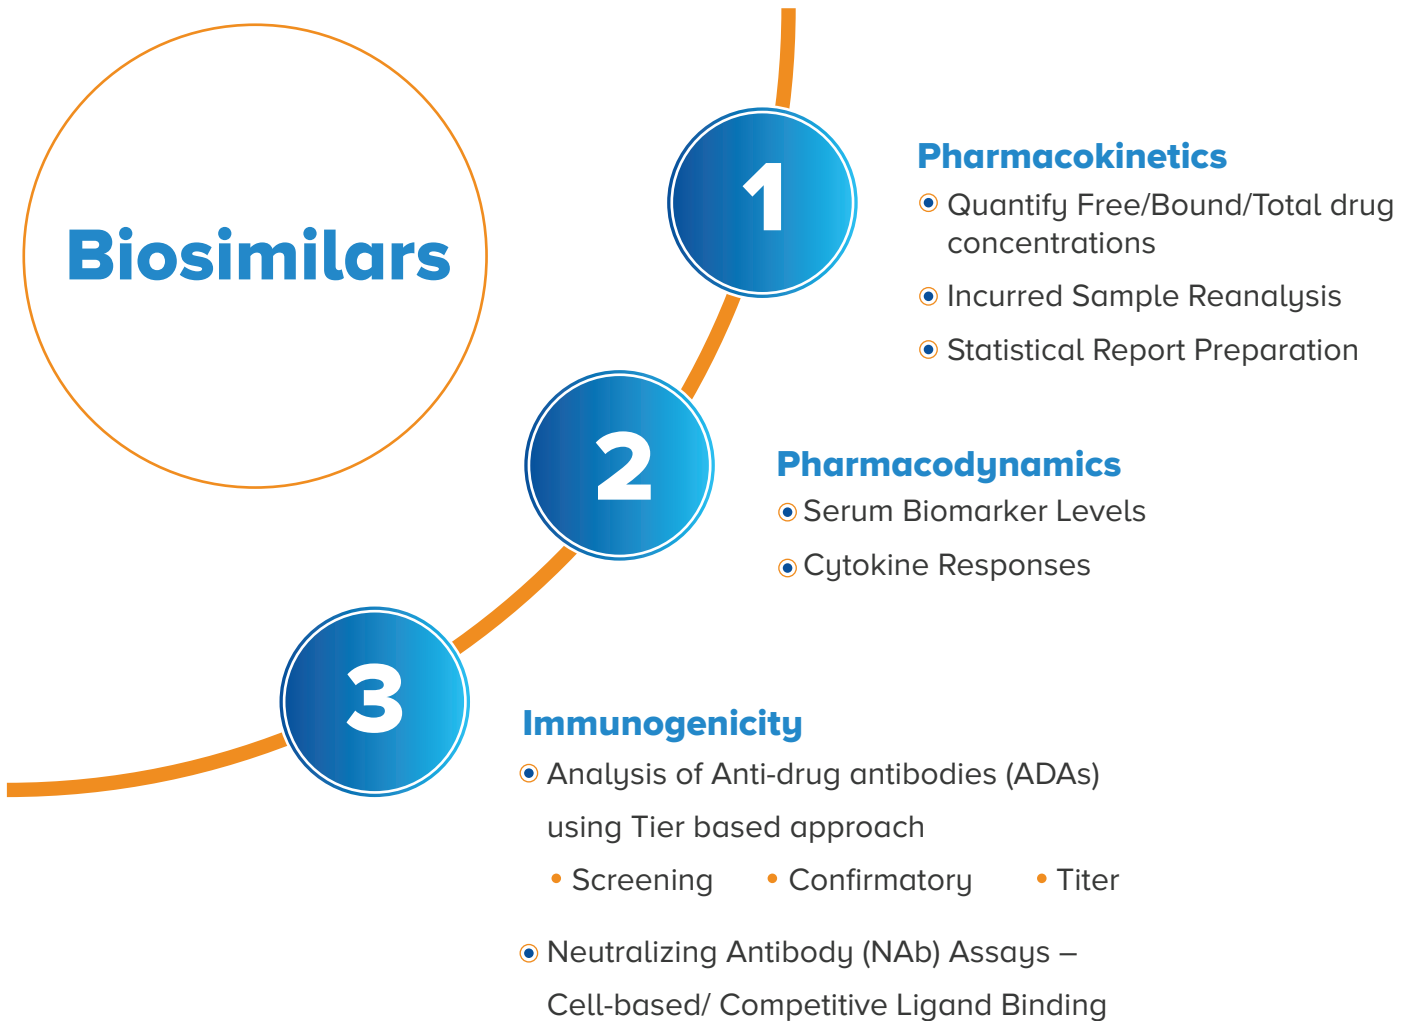 Biosimilars
1
Pharmacokinetics
Quantify Free/Bound/Total drug
concentrations
Incurred Sample Reanalysis
Statistical Report Preparation
2
Pharmacodynamics
Serum Biomarker Levels
Cytokine Responses
3
Immunogenicity
Analysis of Anti-drug antibodies (ADAs)
using Tier based approach
• Screening • Confirmatory • Titer
Neutralizing Antibody (NAb) Assays –
Cell-based/ Competitive Ligand Binding